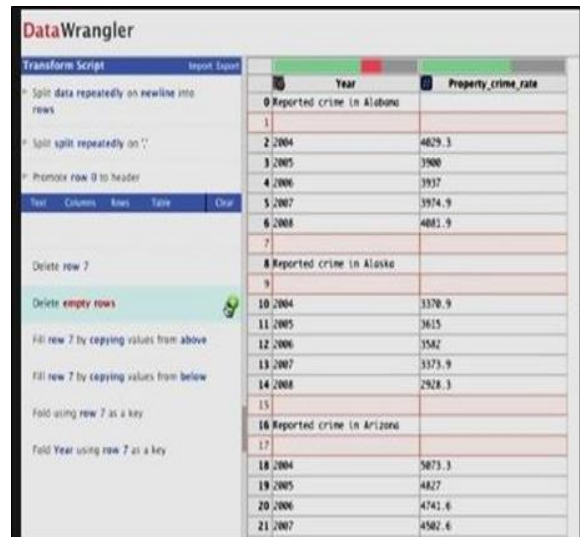 DataWrangler
Transform Script Import Export
Split data repeatedly on newline into
rows
Split split repeatedly on ','
Promote row 0 to header
Text Columns Rows Table Clear
Delete row 7
Delete empty rows
Fill row 7 by copying values from above
Fill row 7 by copying values from below
Fold using row 7 as a key
Fold Year using row 7 as a key
Year Property_crime_rate
0 Reported crime in Alabama
1
2 2004 4029.3
3 2005 3900
4 2006 3937
5 2007 3974.9
6 2008 4081.9
7
8 Reported crime in Alaska
9
10 2004 3370.9
11 2005 3615
12 2006 3582
13 2007 3373.9
14 2008 2928.3
15
16 Reported crime in Arizona
17
18 2004 5073.3
19 2005 4827
20 2006 4741.6
21 2007 4502.6